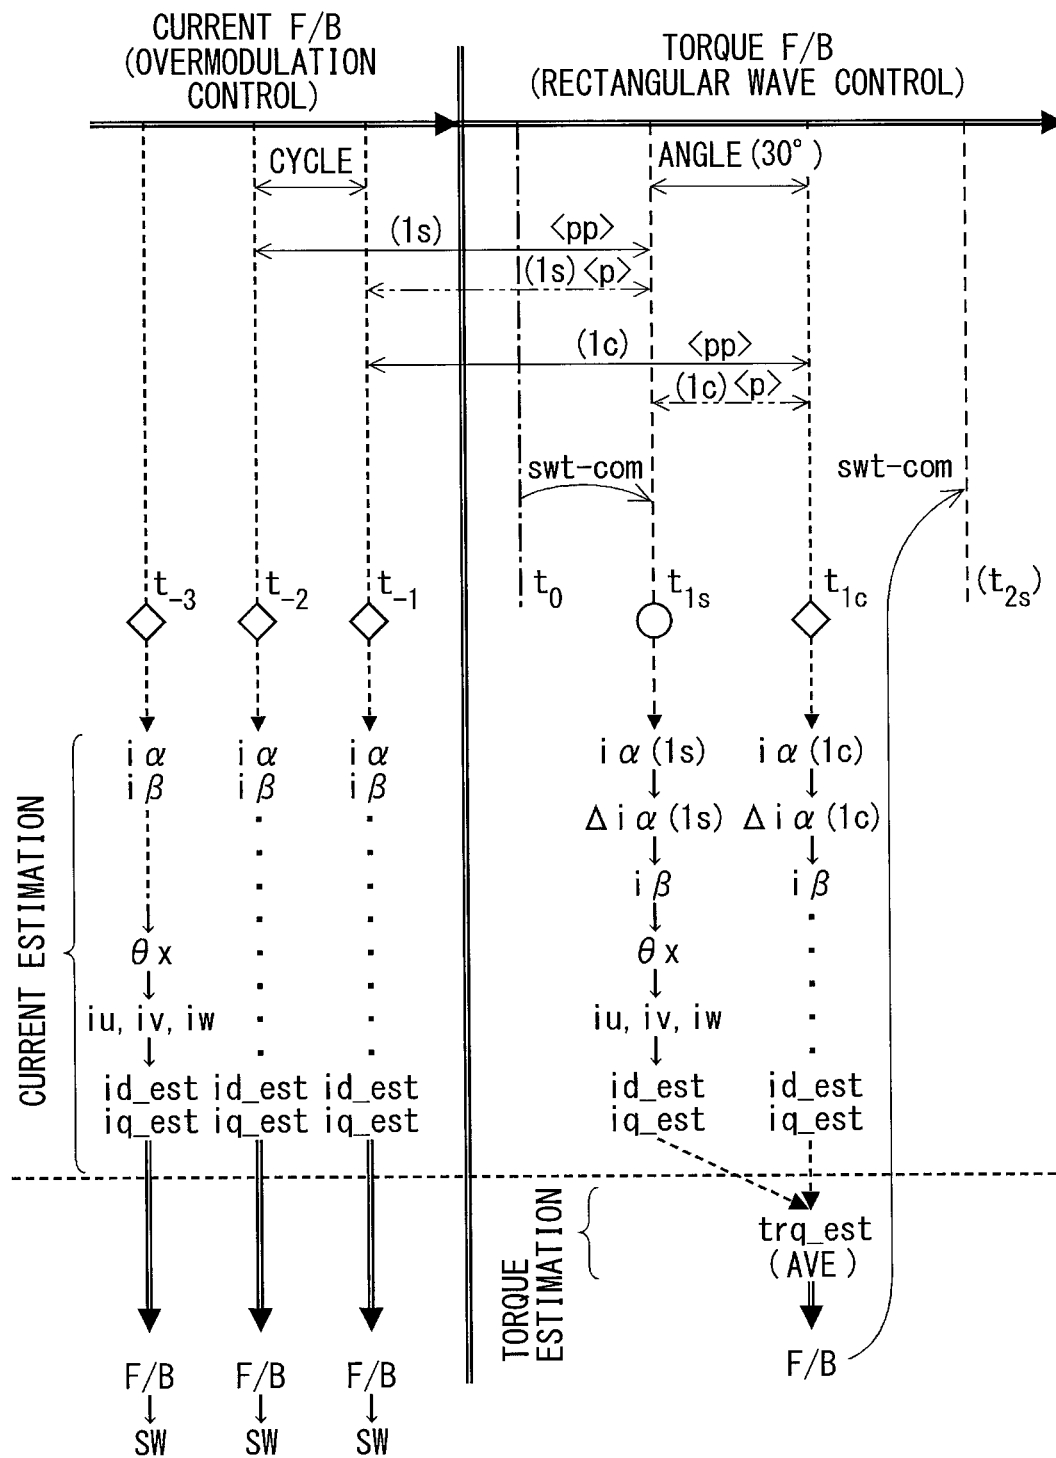 CURRENT F/B
(OVERMODULATION
CONTROL)
TORQUE F/B
(RECTANGULAR WAVE CONTROL)
CYCLE
ANGLE(30°)
(1s) <pp>
(1s)<p>
(1c) <pp>
(1c)<p>
swt-com
swt-com
t-3
t-2
t-1
t0
t1s
t1c
(t2s)
CURRENT ESTIMATION
iα iα iα iα(1s) iα(1c)
iβ iβ iβ
Δiα(1s) Δiα(1c)
iβ iβ
θx θx
iu, iv, iw iu, iv, iw
id_est id_est id_est id_est id_est
iq_est iq_est iq_est iq_est iq_est
TORQUE
ESTIMATION
trq_est
(AVE)
F/B F/B F/B F/B
SW SW SW